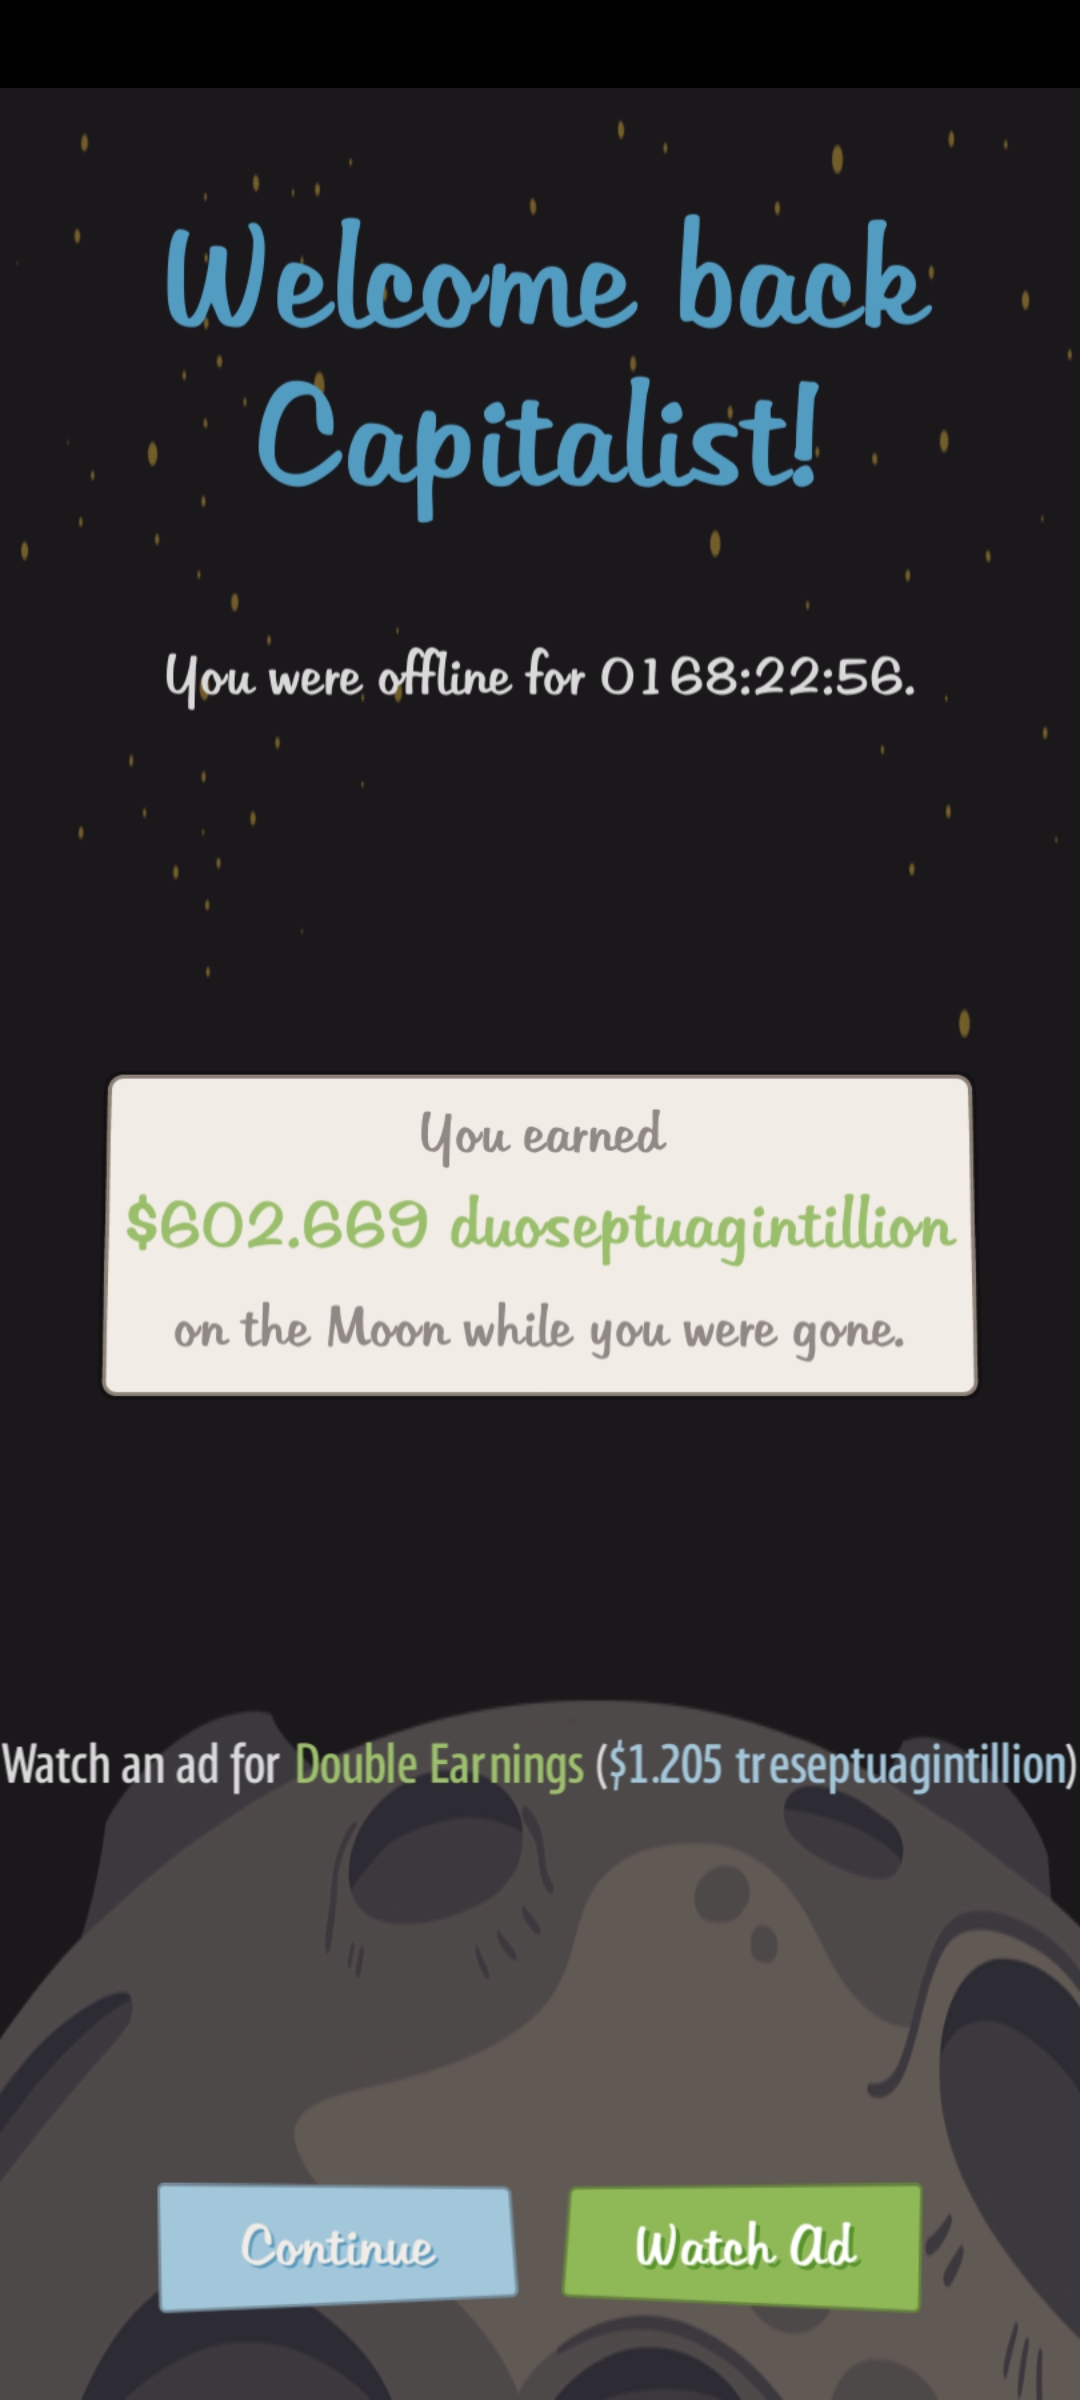 Welcome back
Capitalist!
You were offline for 0168:22:56.
You earned
$602.669 duoseptuagintillion
on the Moon while you were gone.
Watch an ad for Double Earnings ($1.205 treseptuagintillion)
Continue
Watch Ad